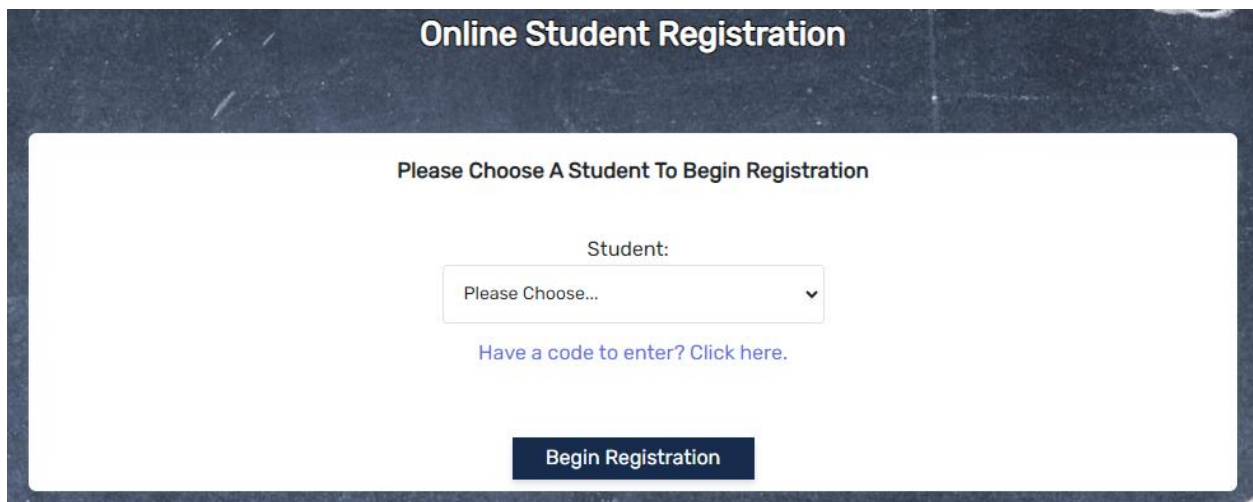 Online Student Registration
Please Choose A Student To Begin Registration
Student:
Please Choose...
Have a code to enter? Click here.
Begin Registration